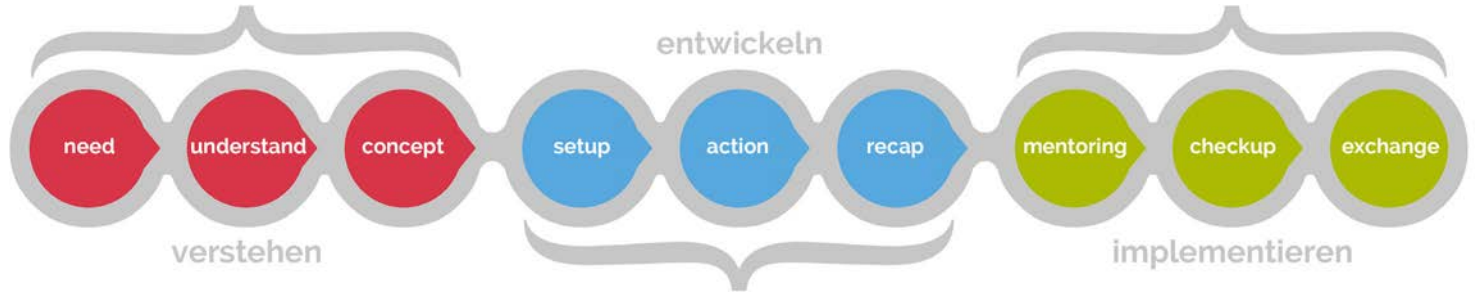 entwickeln
need
understand
concept
setup
action
recap
mentoring
checkup
exchange
verstehen
implementieren